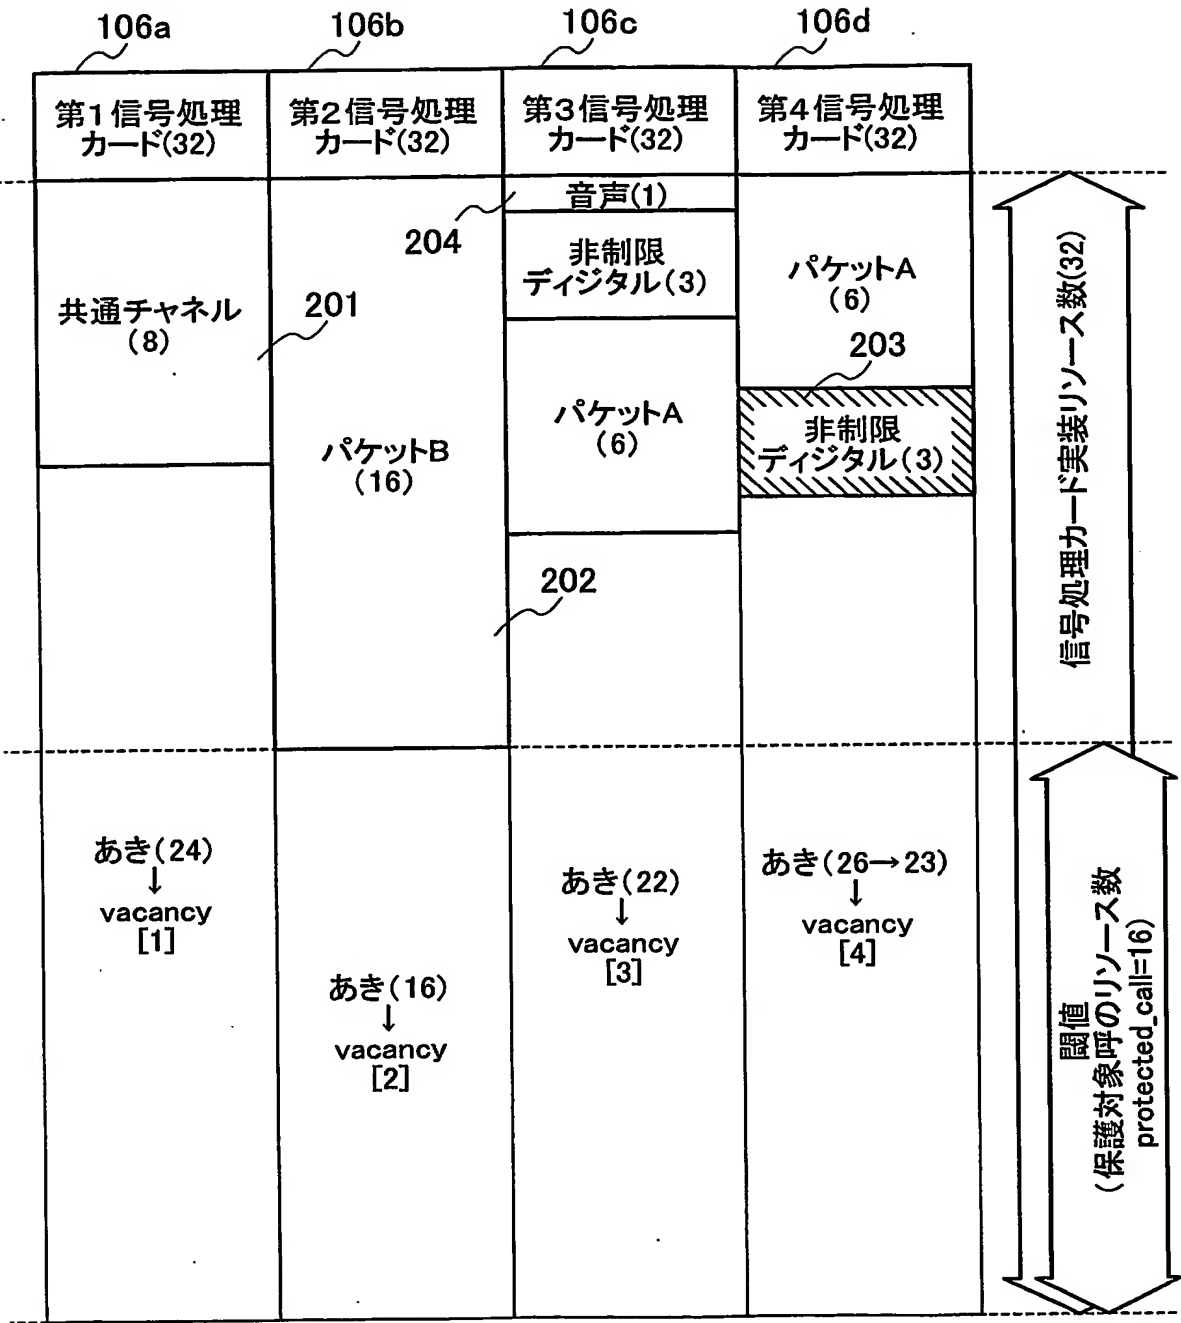 106a
106b
106c
106d
第1信号処理
カード(32)
第2信号処理
カード(32)
第3信号処理
カード(32)
第4信号処理
カード(32)
音声(1)
204
非制限
ディジタル(3)
パケットA
(6)
共通チャネル
(8)
201
203
パケットA
(6)
非制限
ディジタル(3)
パケットB
(16)
202
信号処理カード実装リソース数(32)
あき(24)
↓
vacancy
[1]
あき(16)
↓
vacancy
[2]
あき(22)
↓
vacancy
[3]
あき(26→23)
↓
vacancy
[4]
閾値
(保護対象呼のリソース数
protected_call=16)